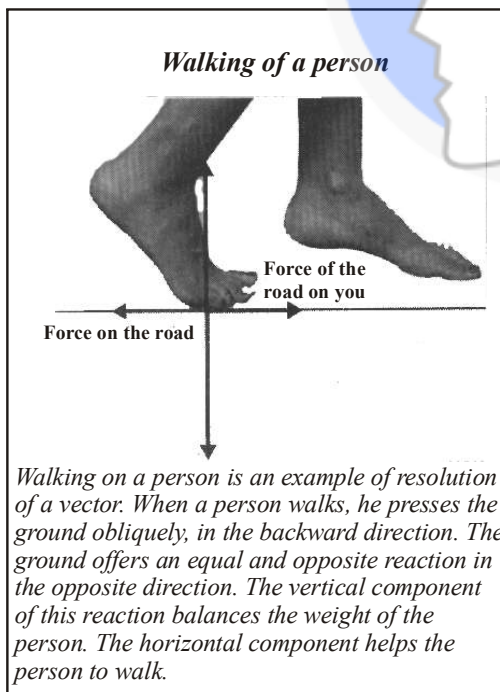 Walking of a person
Force of the
road on you
Force on the road
Walking on a person is an example of resolution
of a vector. When a person walks, he presses the
ground obliquely, in the backward direction. The
ground offers an equal and opposite reaction in
the opposite direction. The vertical component
of this reaction balances the weight of the
person. The horizontal component helps the
person to walk.